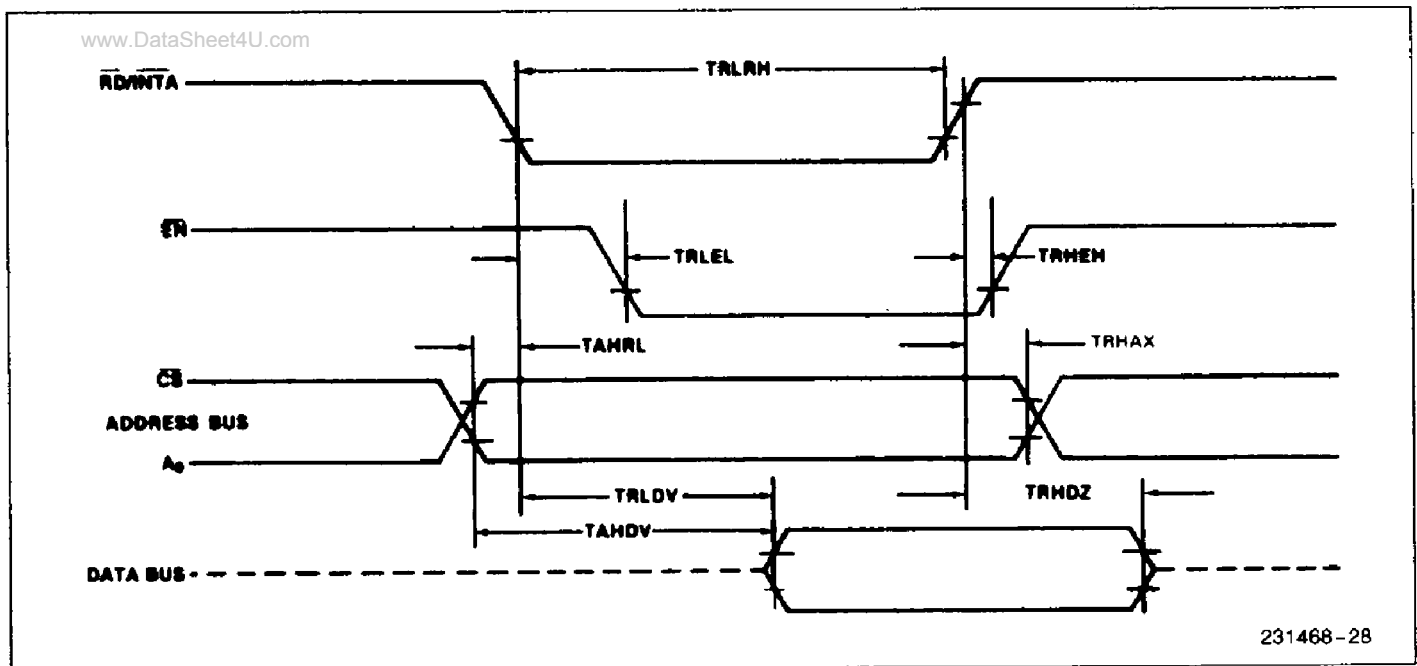 www.DataSheet4U.com
RD/INTA
TRLRH
EN
TRLEL
TRHEH
TAHRL
TRHAX
CS
ADDRESS BUS
A₀
TRLDV
TRHDZ
TAHDV
DATA BUS
231468-28